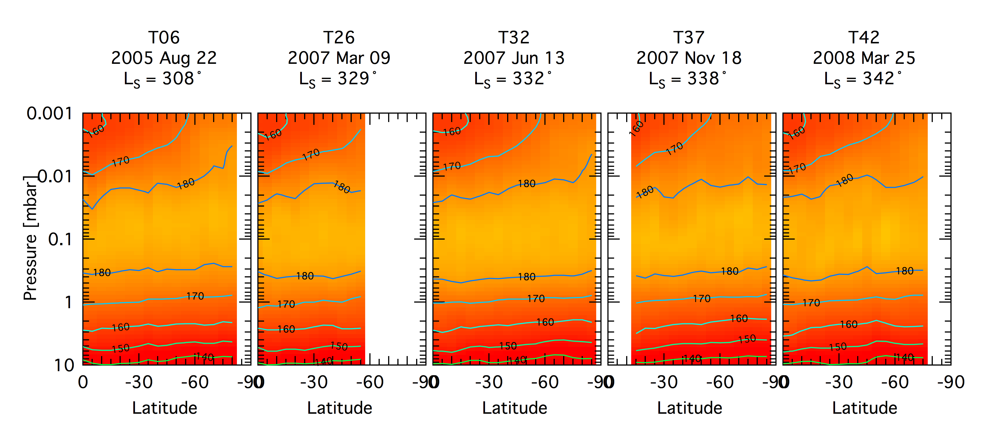 T06
2005 Aug 22
LS = 308°
T26
2007 Mar 09
LS = 329°
T32
2007 Jun 13
LS = 332°
T37
2007 Nov 18
LS = 338°
T42
2008 Mar 25
LS = 342°
Pressure [mbar]
0.001
0.01
0.1
1
10
160
170
180
180
170
160
150
140
160
170
180
180
170
160
150
140
160
170
180
180
170
160
150
140
160
170
180
180
170
160
150
140
160
170
180
180
170
160
150
140
0 -30 -60 -90
0 -30 -60 -90
0 -30 -60 -90
0 -30 -60 -90
0 -30 -60 -90
Latitude
Latitude
Latitude
Latitude
Latitude